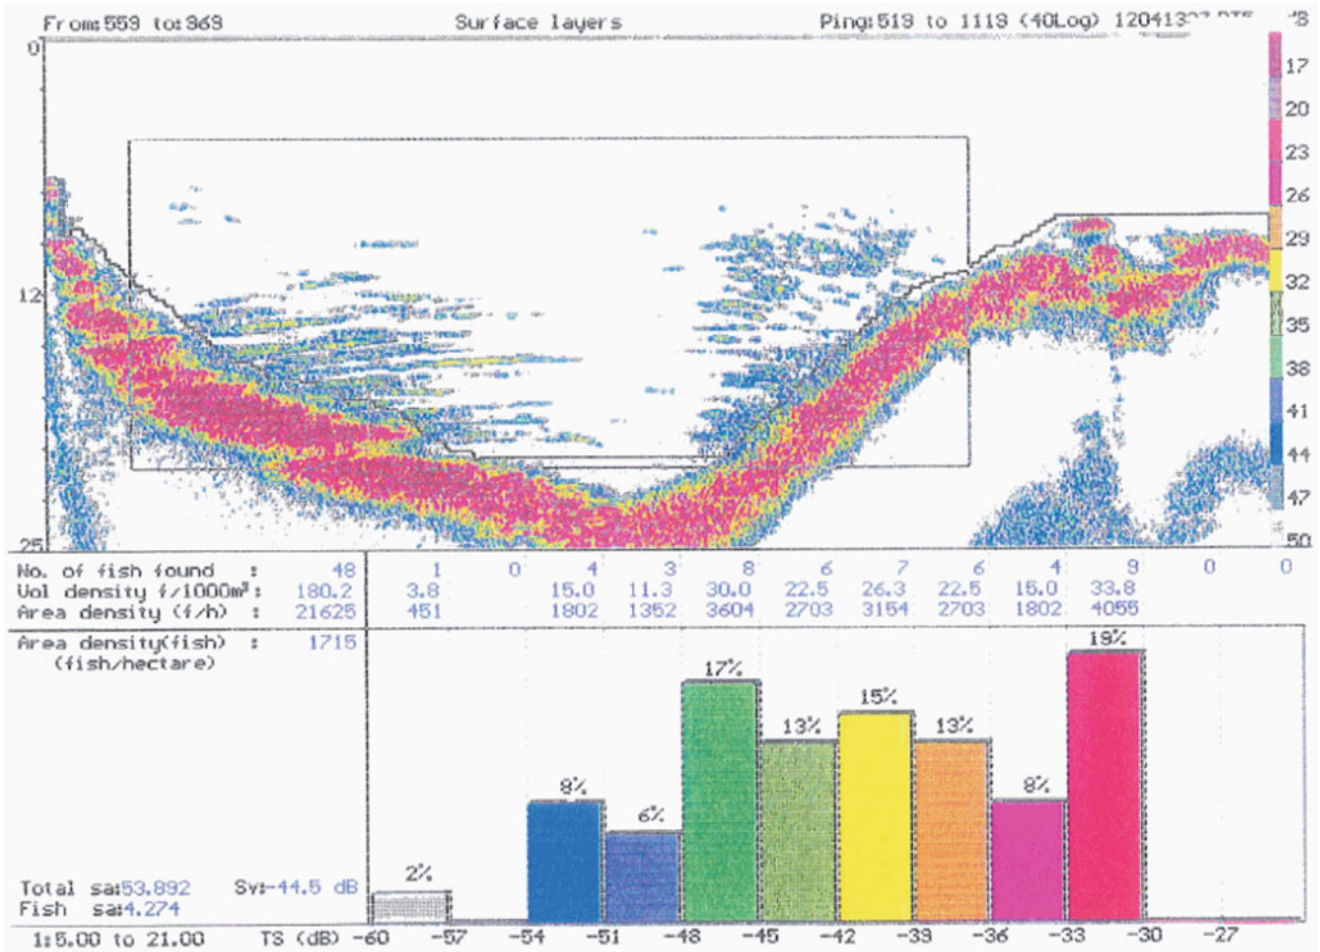 From:559 to:969 Surface layers Ping:519 to 1119 (40Log)
0
12
25
17
20
23
26
29
32
35
38
41
44
47
50
No. of fish found : 48 1 0 4 3 8 6 7 6 4 9 0 0
Vol density f/1000m³: 180.2 3.8 15.0 11.3 30.0 22.5 26.3 22.5 15.0 33.8
Area density (f/h) : 21625 451 1802 1352 3604 2703 3154 2703 1802 4055
Area density(fish) : 1715
(fish/hectare)
19%
17%
15%
13% 13%
8% 8%
6%
2%
Total sa:53.892 Sv:-44.5 dB
Fish sa:4.274
1:5.00 to 21.00 TS (dB) -60 -57 -54 -51 -48 -45 -42 -39 -36 -33 -30 -27